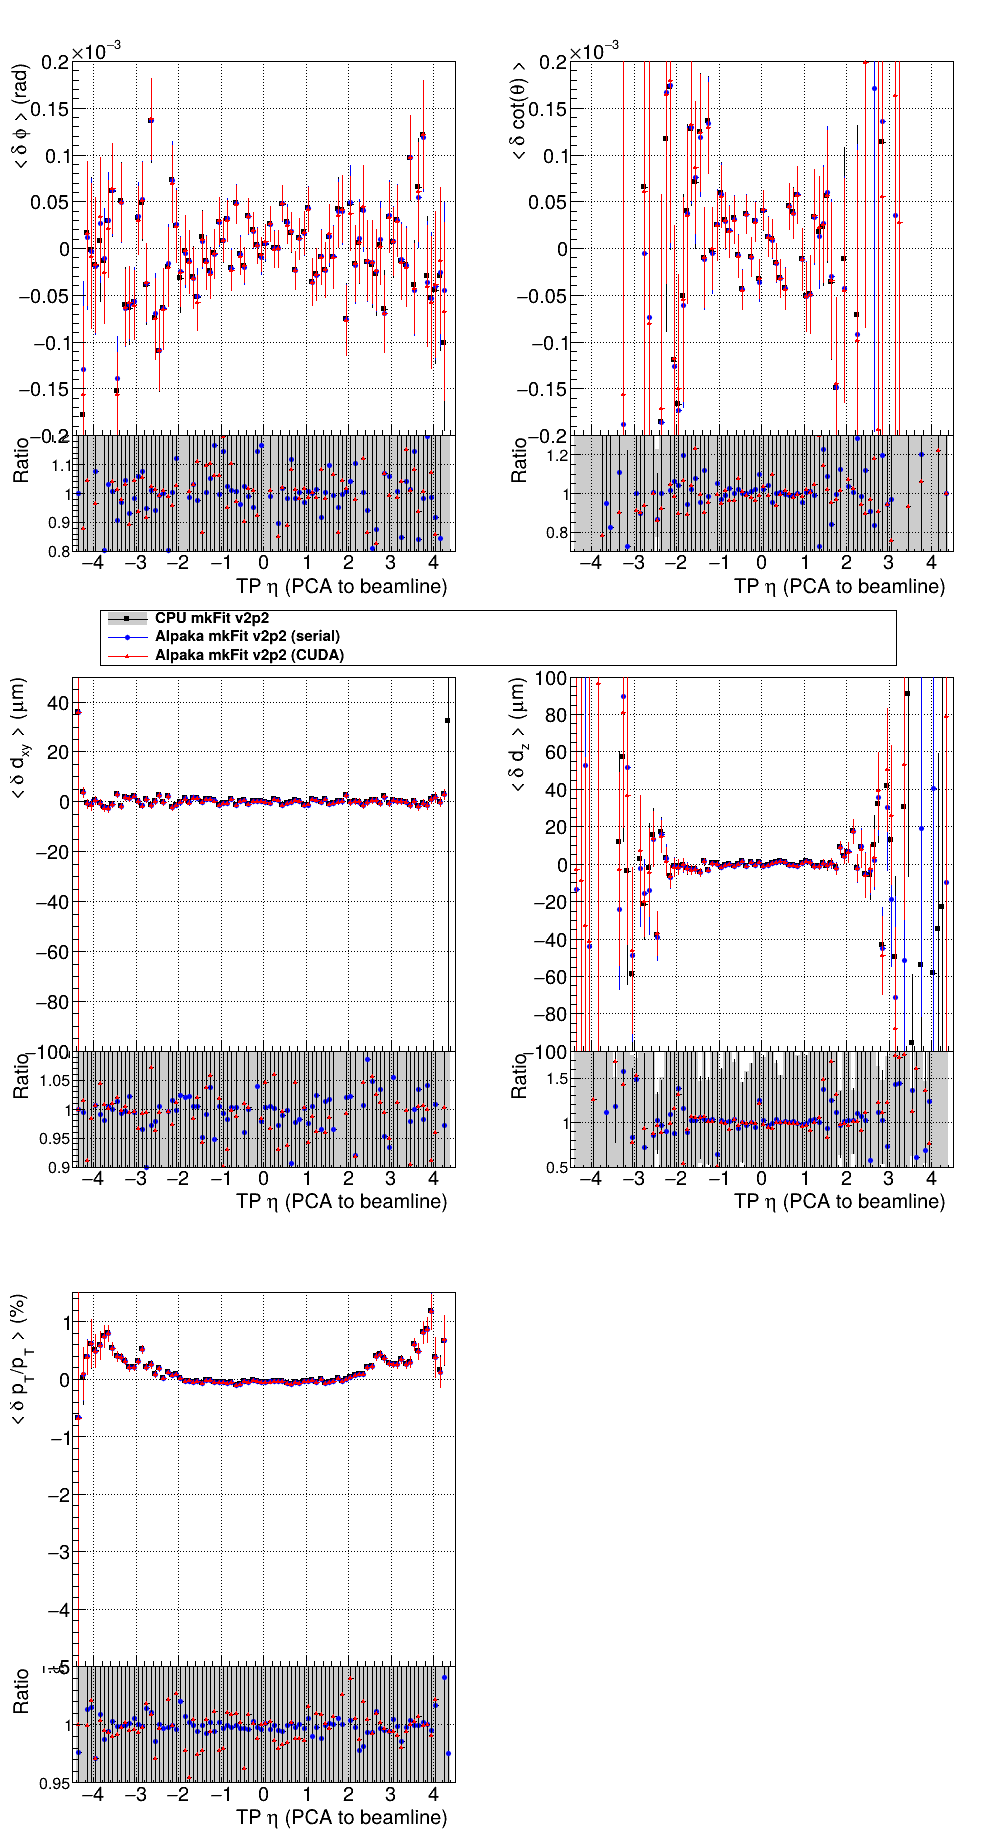 ×10⁻³
< δ ϕ > (rad)
0.2
0.15
0.1
0.05
0
−0.05
−0.1
−0.15
−0.2
Ratio
1.1
1
0.9
0.8
−4 −3 −2 −1 0 1 2 3 4
TP η (PCA to beamline)
×10⁻³
< δ cot(θ) >
0.2
0.15
0.1
0.05
0
−0.05
−0.1
−0.15
−0.2
Ratio
1.2
1
0.8
−4 −3 −2 −1 0 1 2 3 4
TP η (PCA to beamline)
CPU mkFit v2p2
Alpaka mkFit v2p2 (serial)
Alpaka mkFit v2p2 (CUDA)
< δ d_xy > (μm)
40
20
0
−20
−40
−60
−80
−100
Ratio
1.05
1
0.95
0.9
−4 −3 −2 −1 0 1 2 3 4
TP η (PCA to beamline)
< δ d_z > (μm)
100
80
60
40
20
0
−20
−40
−60
−80
−100
Ratio
1.5
1
0.5
−4 −3 −2 −1 0 1 2 3 4
TP η (PCA to beamline)
< δ p_T/p_T > (%)
1
0
−1
−2
−3
−4
Ratio
1
0.95
−4 −3 −2 −1 0 1 2 3 4
TP η (PCA to beamline)